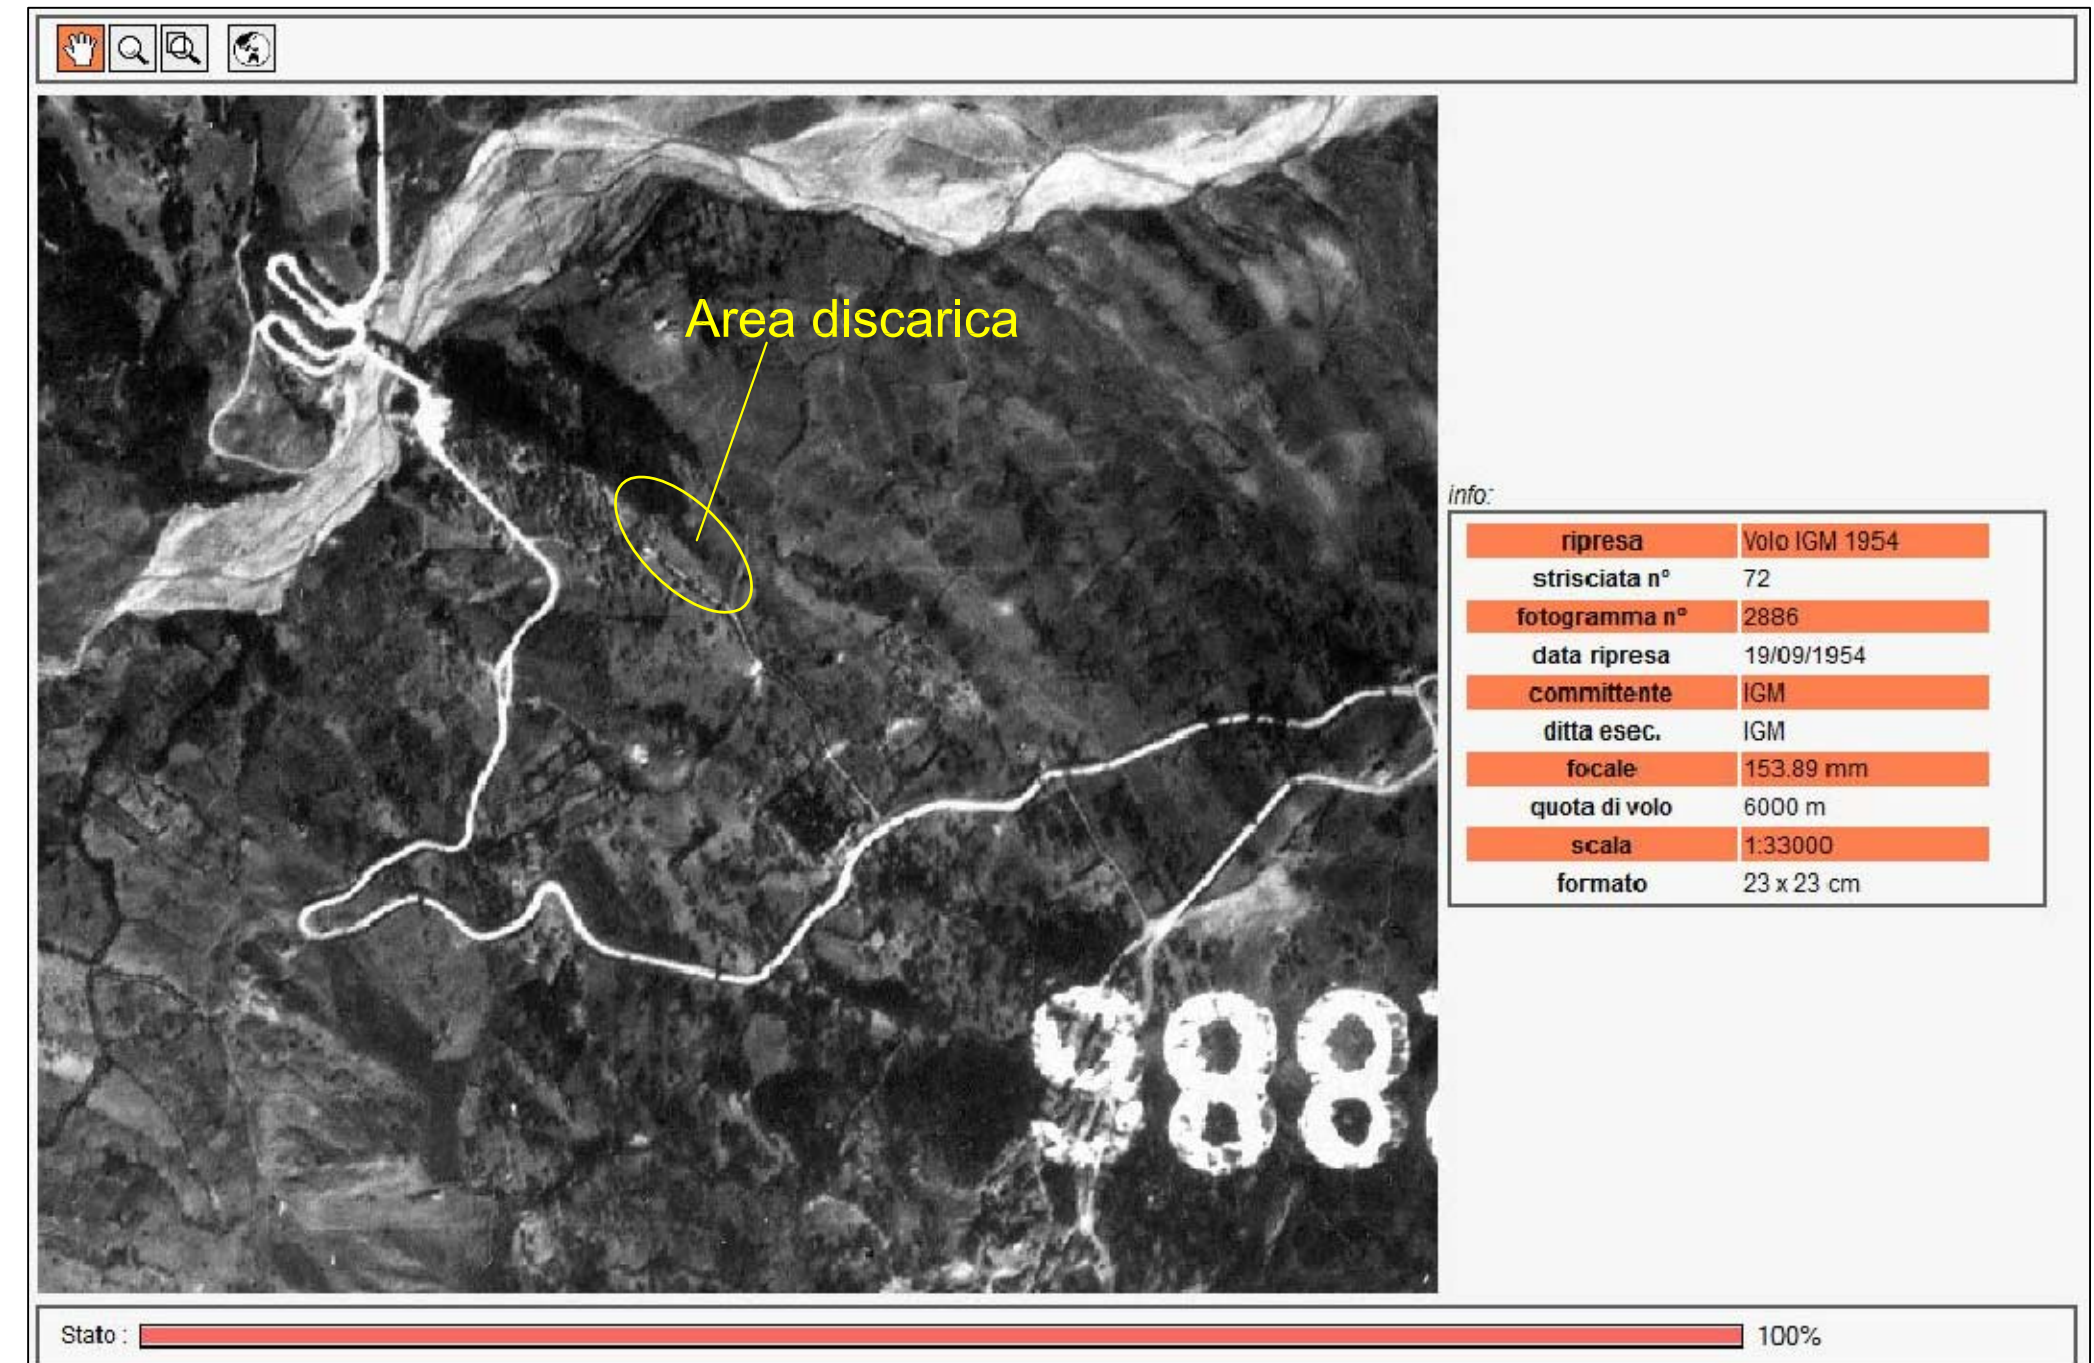 Area discarica
info:
ripresa Volo IGM 1954
strisciata n° 72
fotogramma n° 2886
data ripresa 19/09/1954
committente IGM
ditta esec. IGM
focale 153.89 mm
quota di volo 6000 m
scala 1:33000
formato 23 x 23 cm
88
Stato : 100%